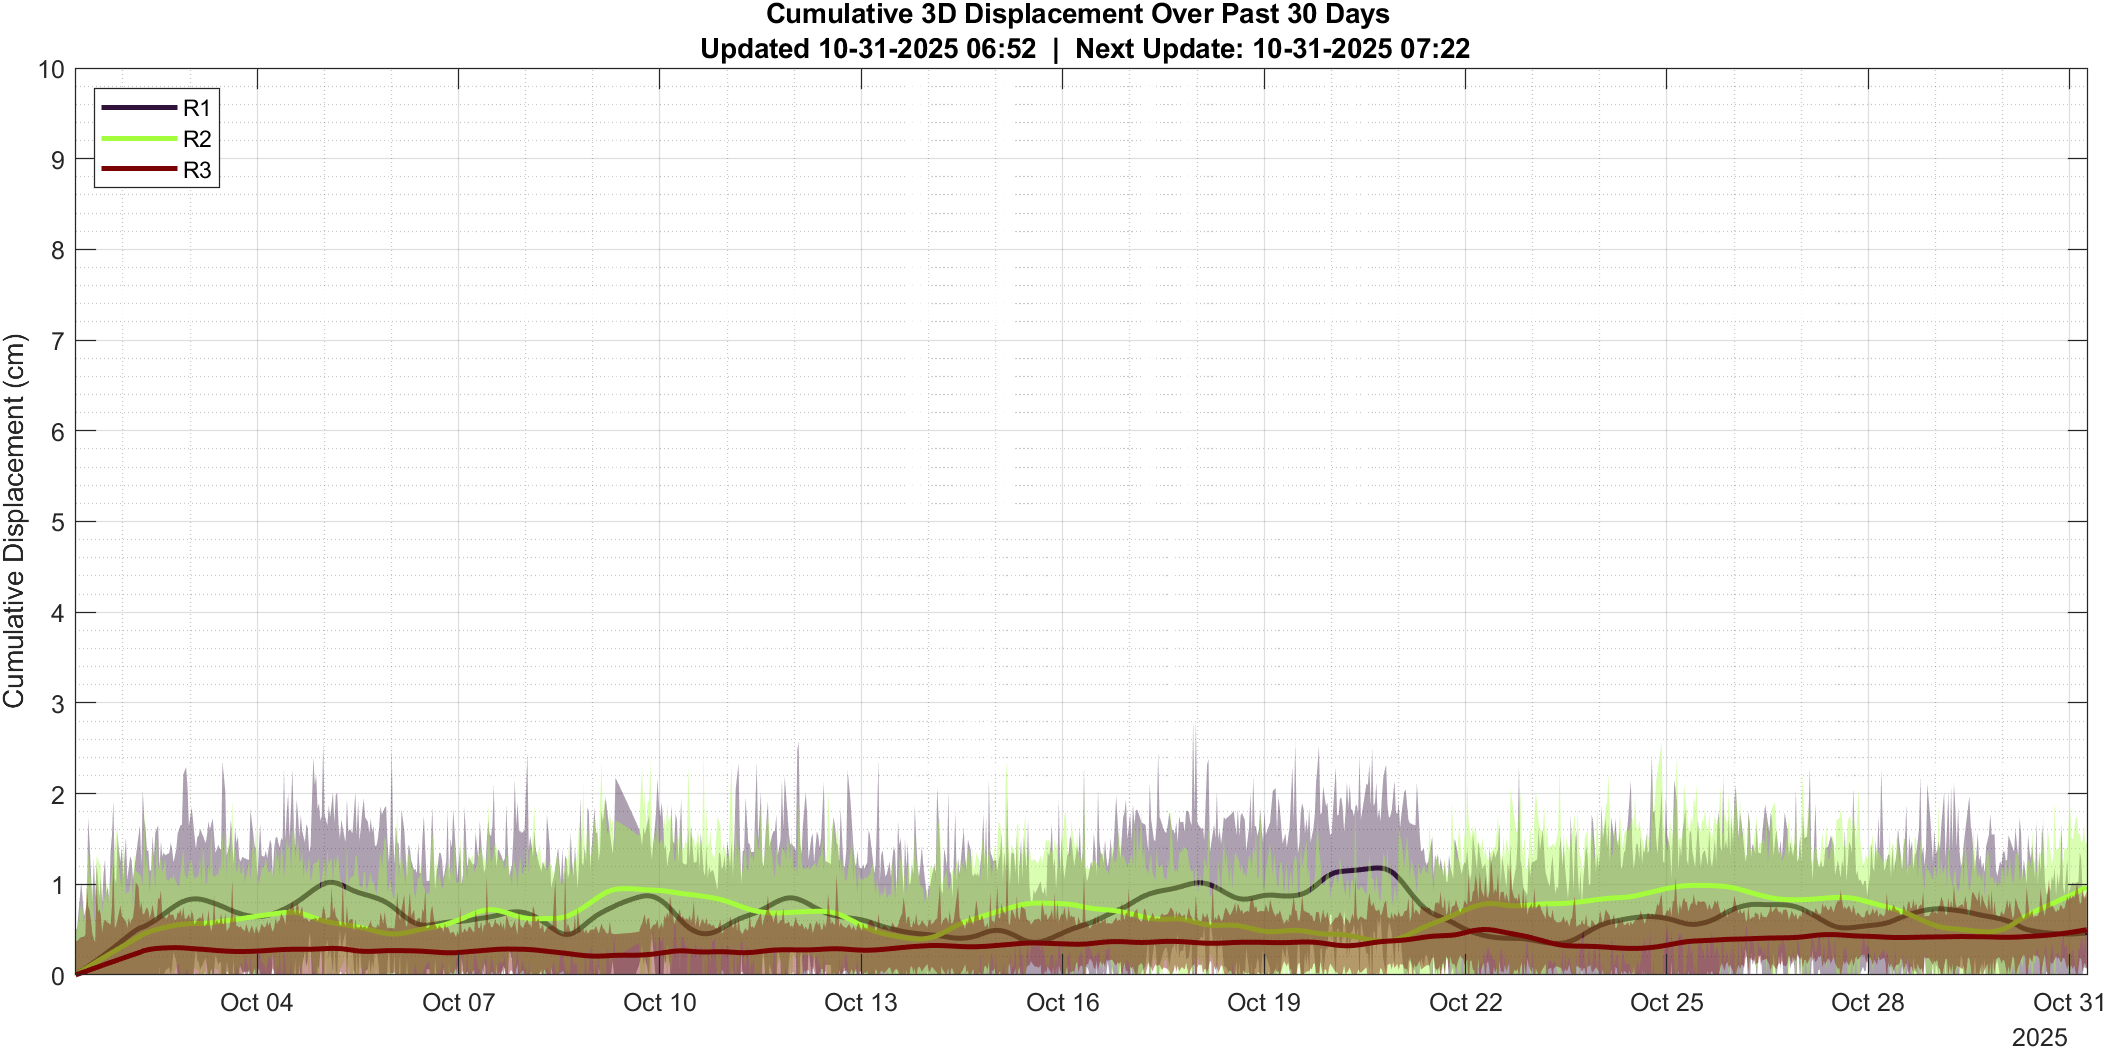 Cumulative 3D Displacement Over Past 30 Days
Updated 10-31-2025 06:52 | Next Update: 10-31-2025 07:22
R1
R2
R3
Cumulative Displacement (cm)
10
9
8
7
6
5
4
3
2
1
0
Oct 04
Oct 07
Oct 10
Oct 13
Oct 16
Oct 19
Oct 22
Oct 25
Oct 28
Oct 31
2025